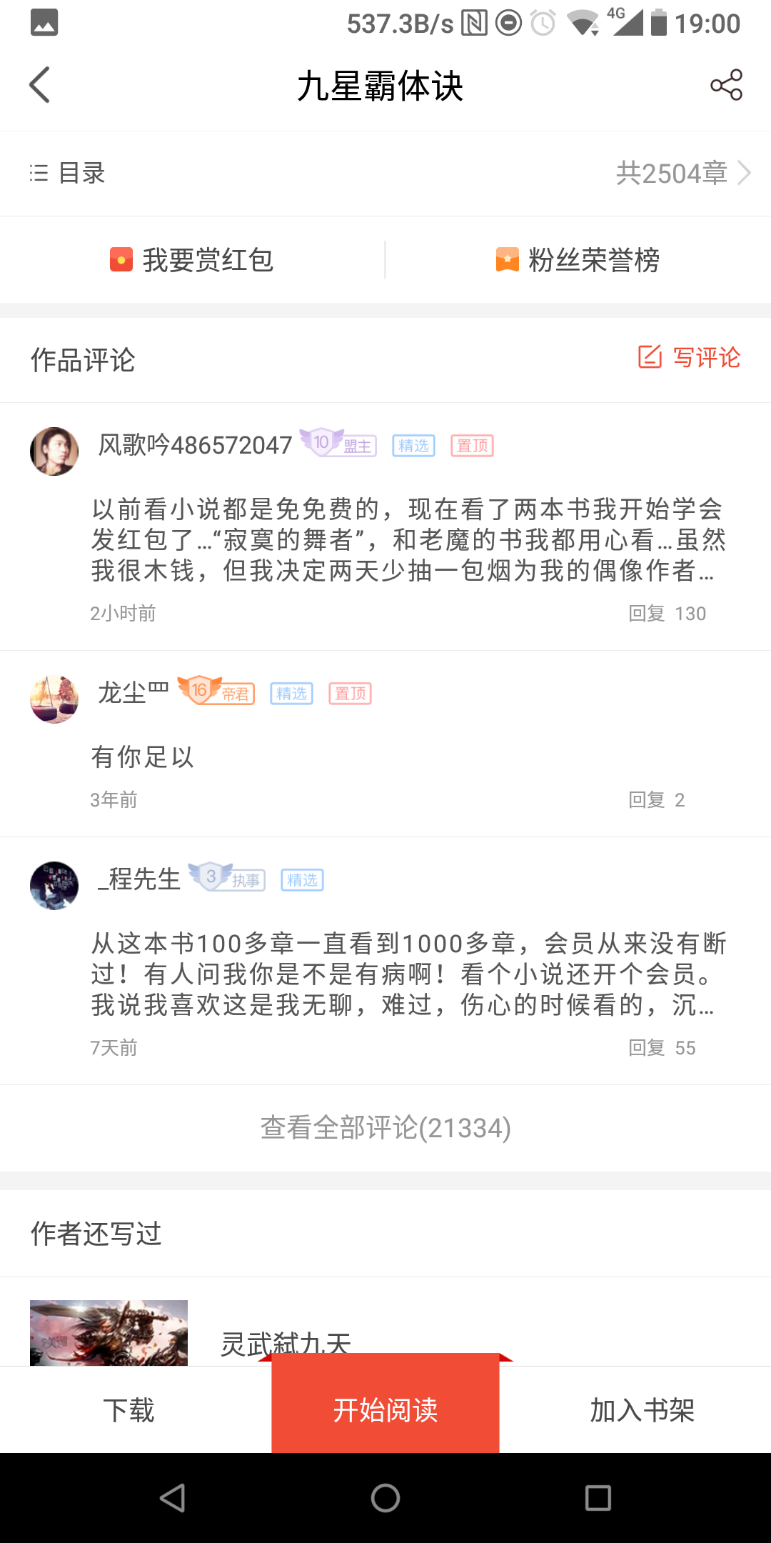 537.3B/s 4G 19:00
九星霸体诀
目录 共2504章
我要赏红包 粉丝荣誉榜
作品评论 写评论
风歌吟486572047 10 盟主 精选 置顶
以前看小说都是免免费的，现在看了两本书我开始学会
发红包了…“寂寞的舞者”，和老魔的书我都用心看…虽然
我很木钱，但我决定两天少抽一包烟为我的偶像作者…
2小时前 回复 130
龙尘罒 16 帝君 精选 置顶
有你足以
3年前 回复 2
_程先生 3 执事 精选
从这本书100多章一直看到1000多章，会员从来没有断
过！有人问我你是不是有病啊！看个小说还开个会员。
我说我喜欢这是我无聊，难过，伤心的时候看的，沉…
7天前 回复 55
查看全部评论(21334)
作者还写过
灵武弑九天
下载 开始阅读 加入书架